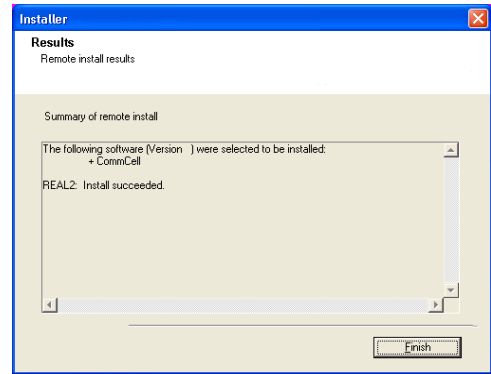 Installer
Results
Remote install results
Summary of remote install
The following software (Version   ) were selected to be installed:
+ CommCell
REAL2:  Install succeeded.
Finish